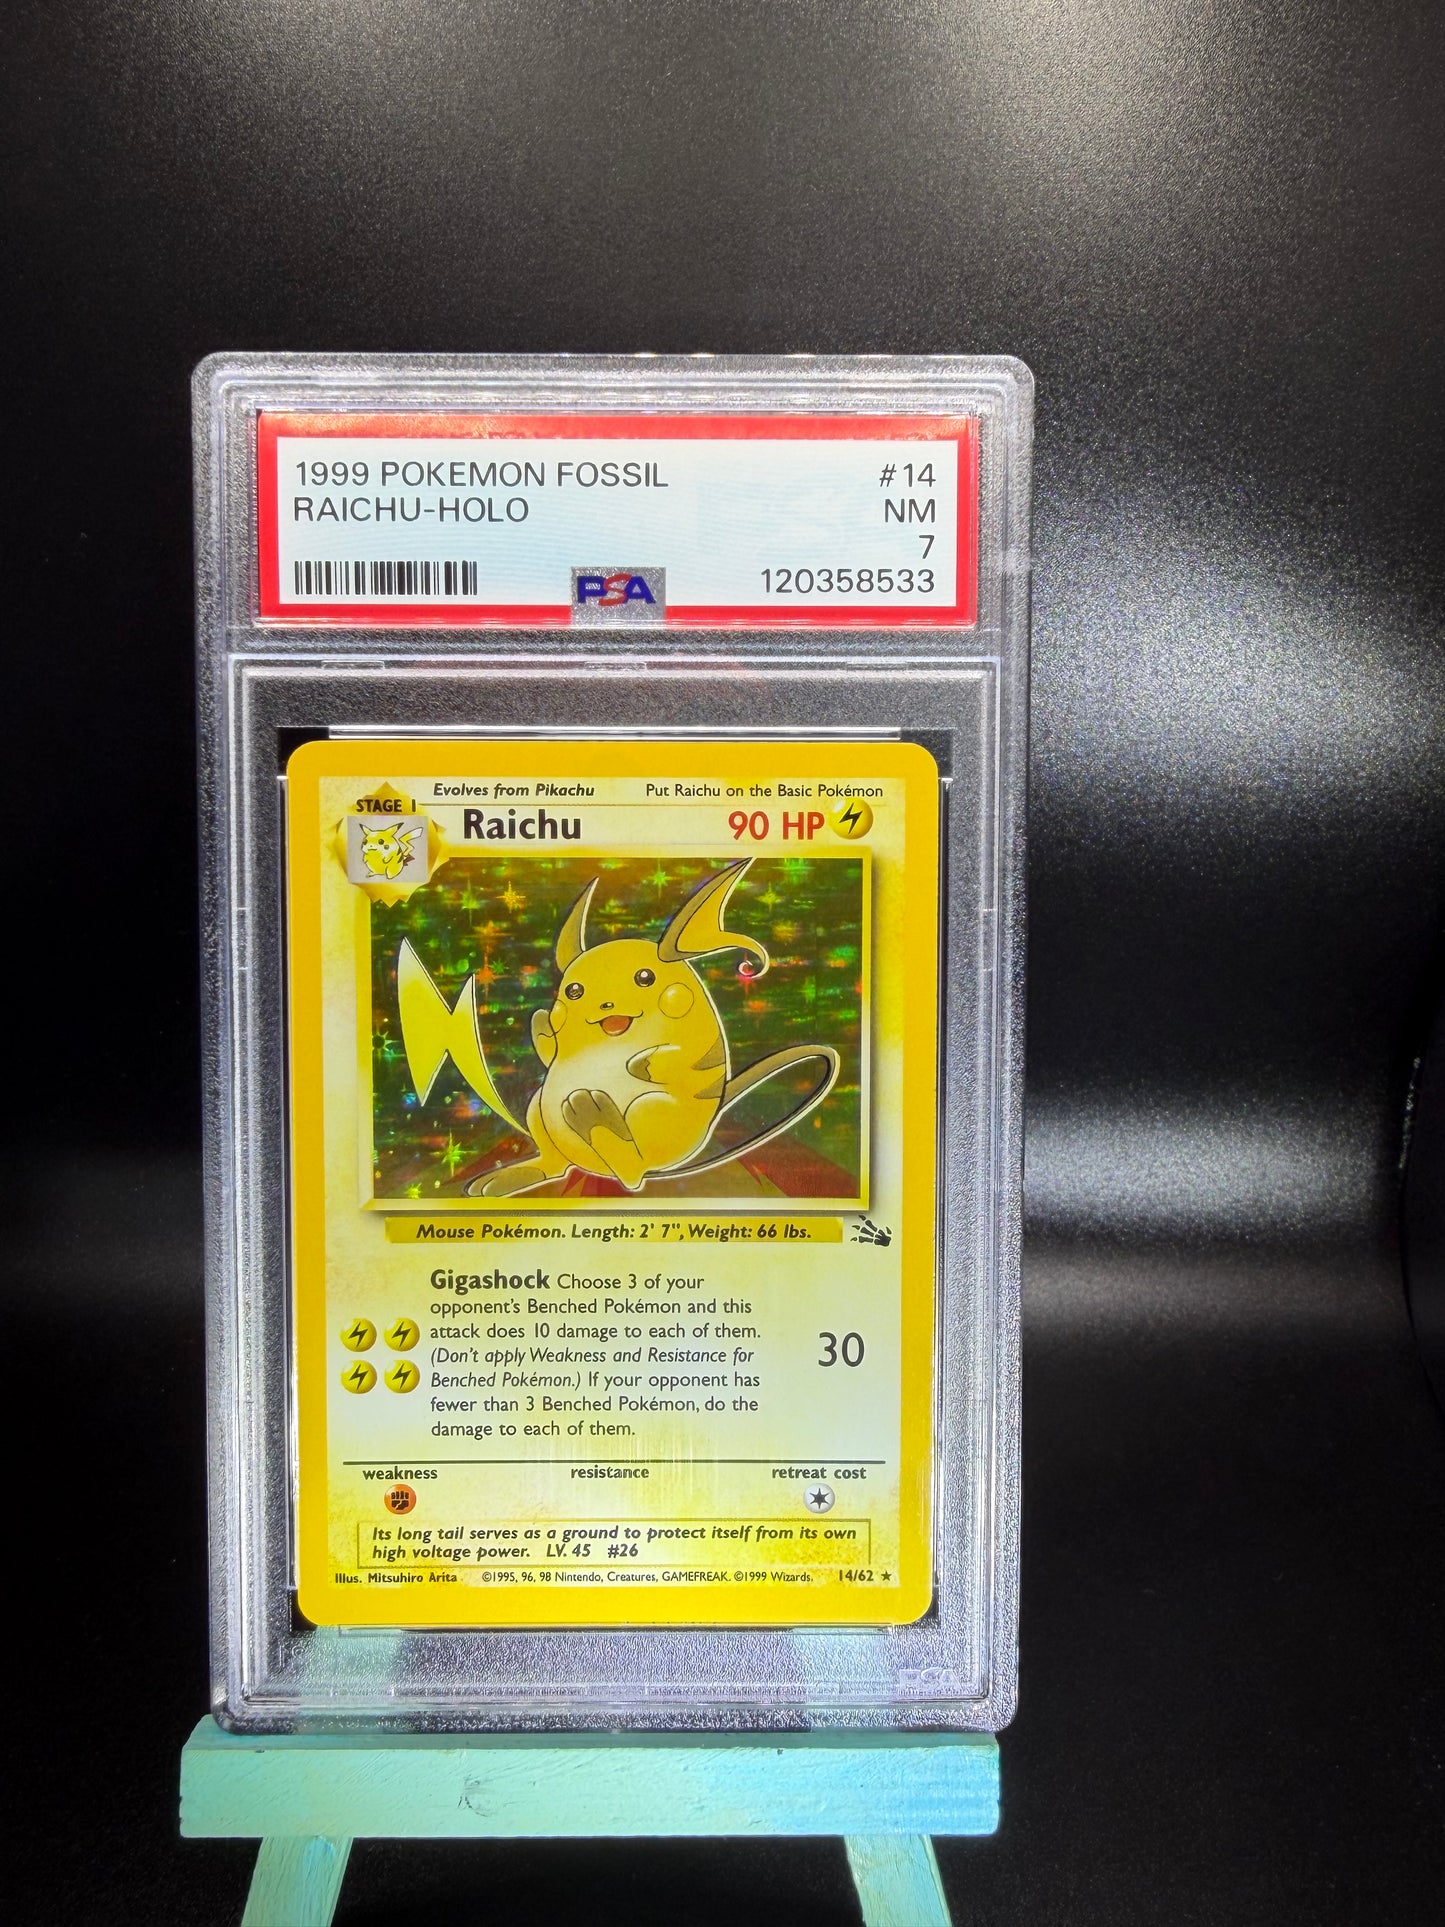 1999 POKEMON FOSSIL #14
RAICHU-HOLO NM
7
PSA 120358533
Evolves from Pikachu Put Raichu on the Basic Pokémon
STAGE 1
Raichu 90 HP
Mouse Pokémon. Length: 2' 7", Weight: 66 lbs.
Gigashock Choose 3 of your
opponent's Benched Pokémon and this
attack does 10 damage to each of them.
(Don't apply Weakness and Resistance for
Benched Pokémon.) If your opponent has
fewer than 3 Benched Pokémon, do the
damage to each of them.
30
weakness resistance retreat cost
Its long tail serves as a ground to protect itself from its own
high voltage power. LV. 45 #26
Illus. Mitsuhiro Arita ©1995, 96, 98 Nintendo, Creatures, GAMEFREAK. ©1999 Wizards. 14/62 ★